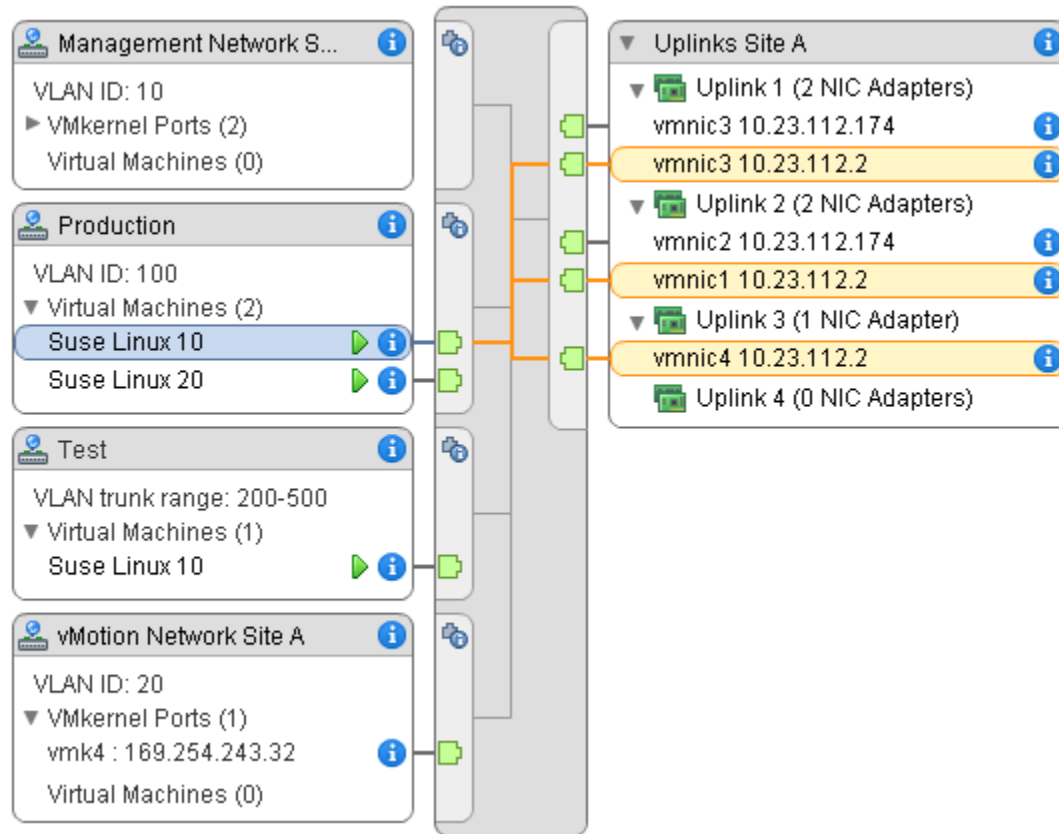 Management Network S...
VLAN ID: 10
VMkernel Ports (2)
Virtual Machines (0)
Production
VLAN ID: 100
Virtual Machines (2)
Suse Linux 10
Suse Linux 20
Test
VLAN trunk range: 200-500
Virtual Machines (1)
Suse Linux 10
vMotion Network Site A
VLAN ID: 20
VMkernel Ports (1)
vmk4 : 169.254.243.32
Virtual Machines (0)
Uplinks Site A
Uplink 1 (2 NIC Adapters)
vmnic3 10.23.112.174
vmnic3 10.23.112.2
Uplink 2 (2 NIC Adapters)
vmnic2 10.23.112.174
vmnic1 10.23.112.2
Uplink 3 (1 NIC Adapter)
vmnic4 10.23.112.2
Uplink 4 (0 NIC Adapters)